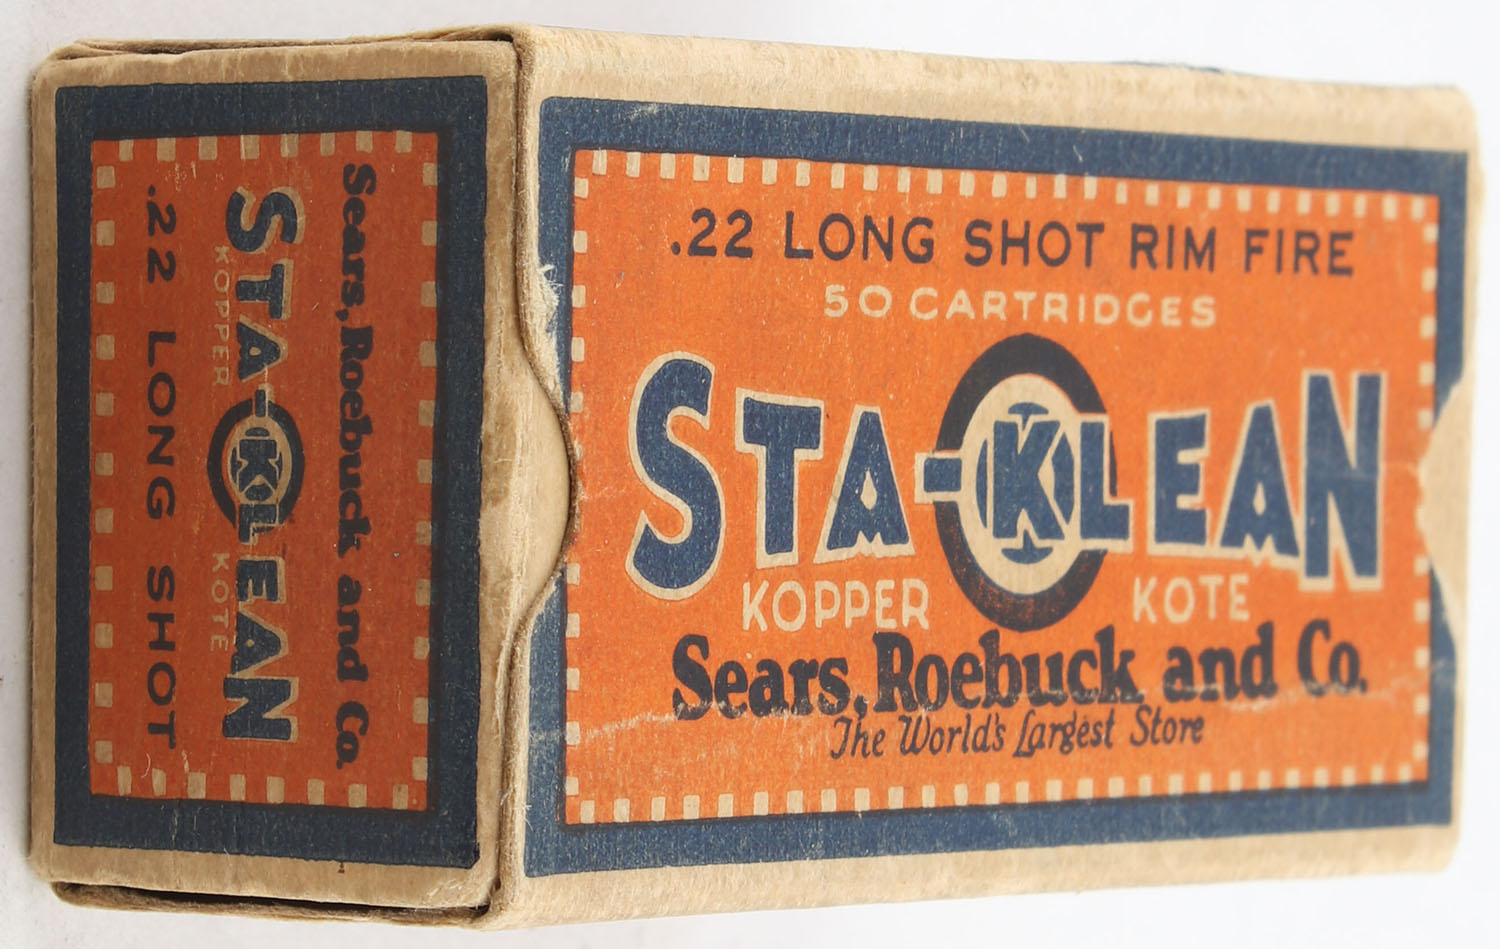 .22 LONG SHOT RIM FIRE
50 CARTRIDGES
STA-KLEAN
KOPPER KOTE
Sears, Roebuck and Co.
The World's Largest Store
Sears, Roebuck and Co.
STA-KLEAN
KOPPER KOTE
.22 LONG SHOT